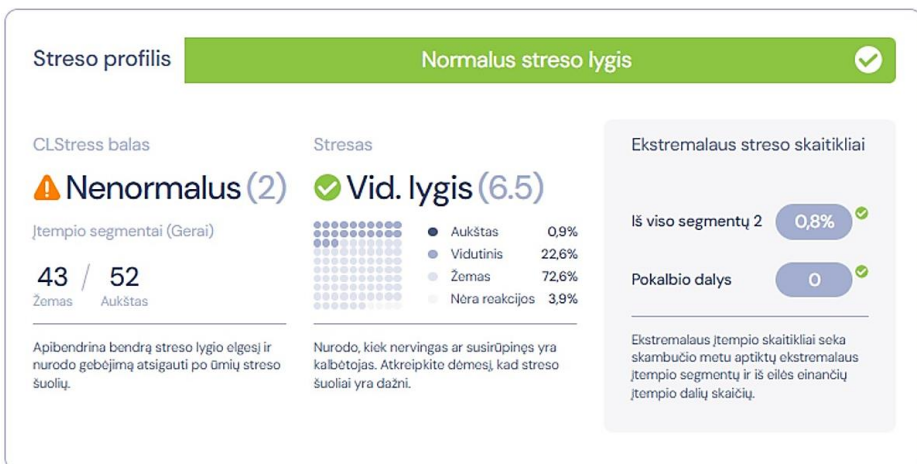 Streso profilis
Normalus streso lygis
CLStress balas
Nenormalus (2)
Įtempio segmentai (Gerai)
43 / 52
Žemas Aukštas
Apibendrina bendrą streso lygio elgesį ir
nurodo gebėjimą atsigauti po ūmių streso
šuolių.
Stresas
Vid. lygis (6.5)
Aukštas 0,9%
Vidutinis 22,6%
Žemas 72,6%
Nėra reakcijos 3,9%
Nurodo, kiek nervingas ar susirūpinęs yra
kalbėtojas. Atkreipkite dėmesį, kad streso
šuoliai yra dažni.
Ekstremalaus streso skaitikliai
Iš viso segmentų 2 0,8%
Pokalbio dalys 0
Ekstremalaus įtempio skaitikliai seka
skambučio metu aptiktų ekstremalaus
įtempio segmentų ir iš eilės einančių
įtempio dalių skaičių.